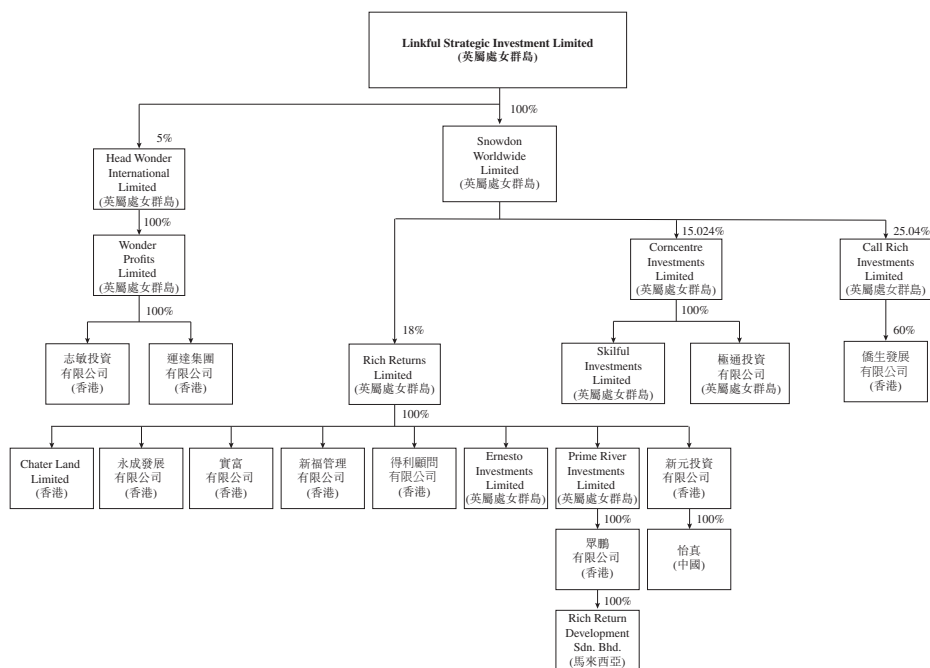 Linkful Strategic Investment Limited
(英屬處女群島)
100%
5%
Head Wonder
International
Limited
(英屬處女群島)
Snowdon
Worldwide
Limited
(英屬處女群島)
100%
Wonder
Profits
Limited
(英屬處女群島)
15.024%
Corncentre
Investments
Limited
(英屬處女群島)
25.04%
Call Rich
Investments
Limited
(英屬處女群島)
100%
志敏投資
有限公司
(香港)
運達集團
有限公司
(香港)
18%
Rich Returns
Limited
(英屬處女群島)
100%
Skilful
Investments
Limited
(英屬處女群島)
極通投資
有限公司
(英屬處女群島)
60%
僑生發展
有限公司
(香港)
100%
Chater Land
Limited
(香港)
永成發展
有限公司
(香港)
實富
有限公司
(香港)
新福管理
有限公司
(香港)
得利顧問
有限公司
(香港)
Ernesto
Investments
Limited
(英屬處女群島)
Prime River
Investments
Limited
(英屬處女群島)
新元投資
有限公司
(香港)
100%
眾鵬
有限公司
(香港)
100%
怡真
(中國)
100%
Rich Return
Development
Sdn. Bhd.
(馬來西亞)